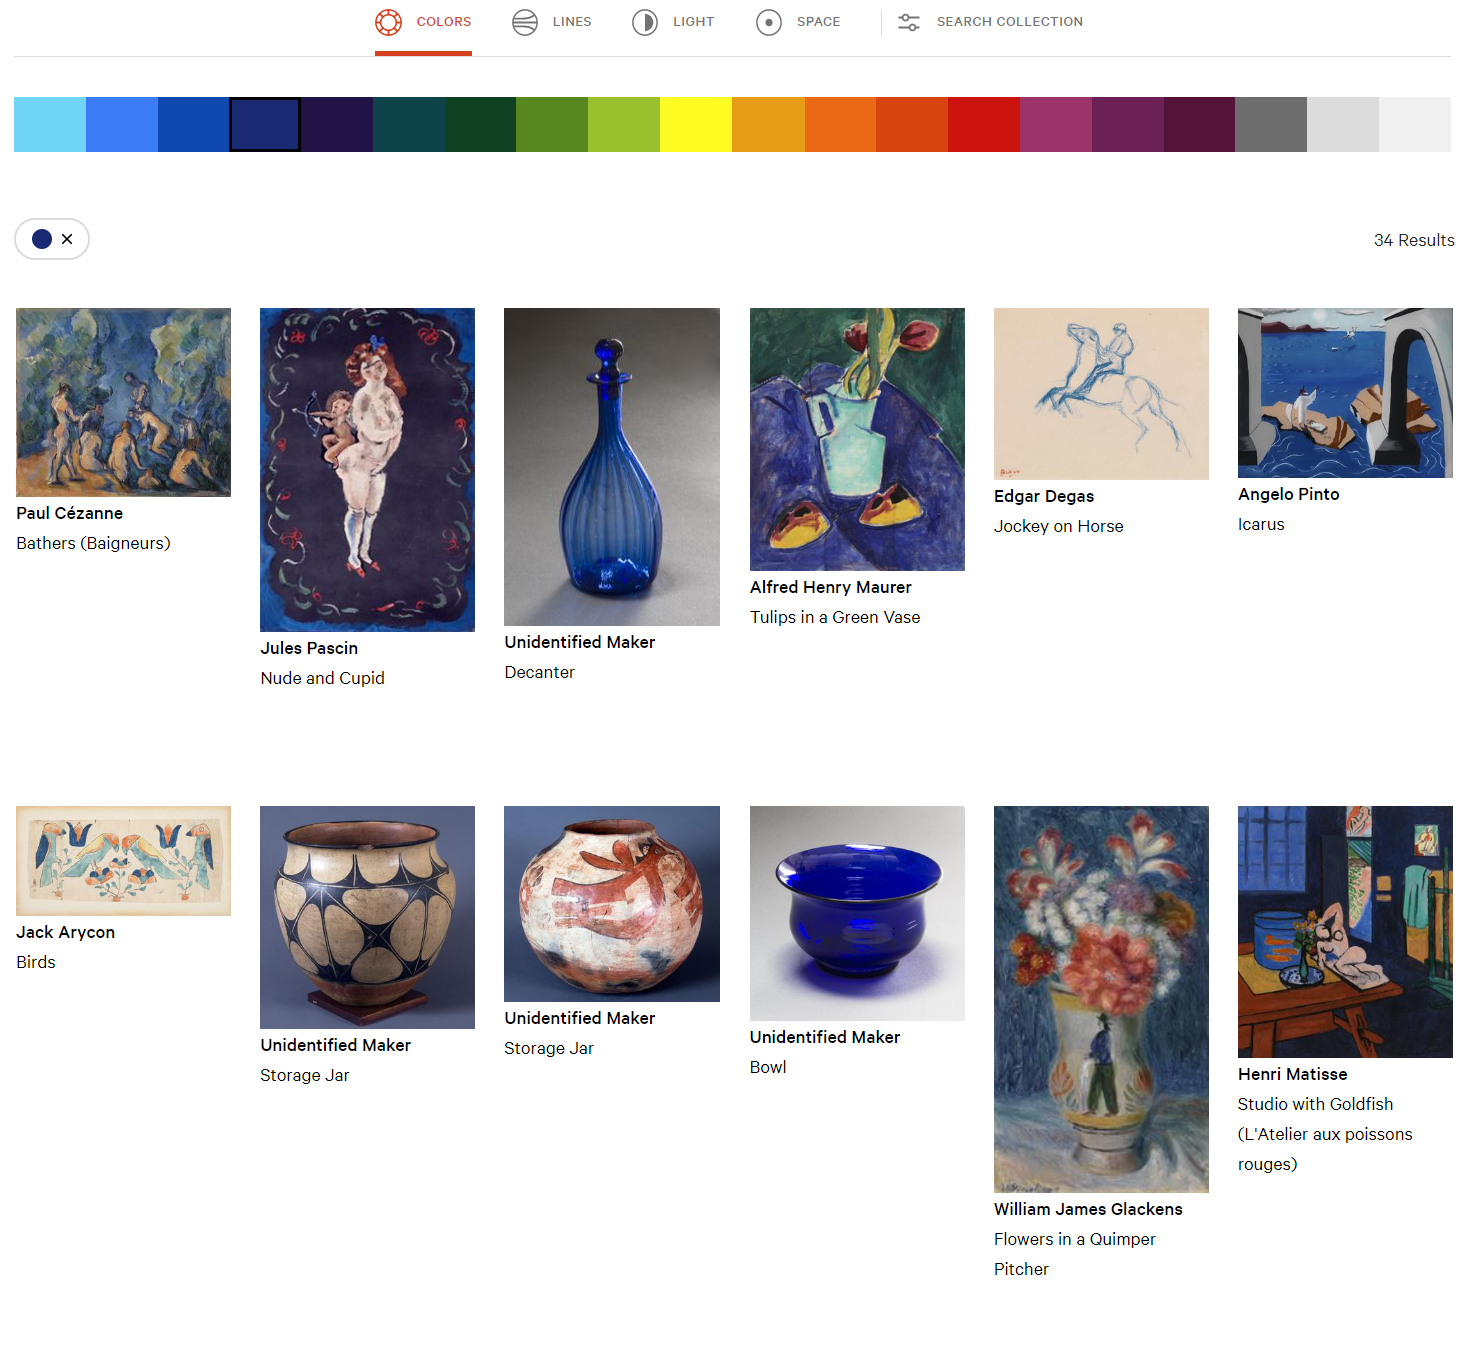 COLORS
LINES
LIGHT
SPACE
SEARCH COLLECTION
34 Results
Paul Cézanne
Bathers (Baigneurs)
Jules Pascin
Nude and Cupid
Unidentified Maker
Decanter
Alfred Henry Maurer
Tulips in a Green Vase
Edgar Degas
Jockey on Horse
Angelo Pinto
Icarus
Jack Arycon
Birds
Unidentified Maker
Storage Jar
Unidentified Maker
Storage Jar
Unidentified Maker
Bowl
William James Glackens
Flowers in a Quimper
Pitcher
Henri Matisse
Studio with Goldfish
(L'Atelier aux poissons
rouges)